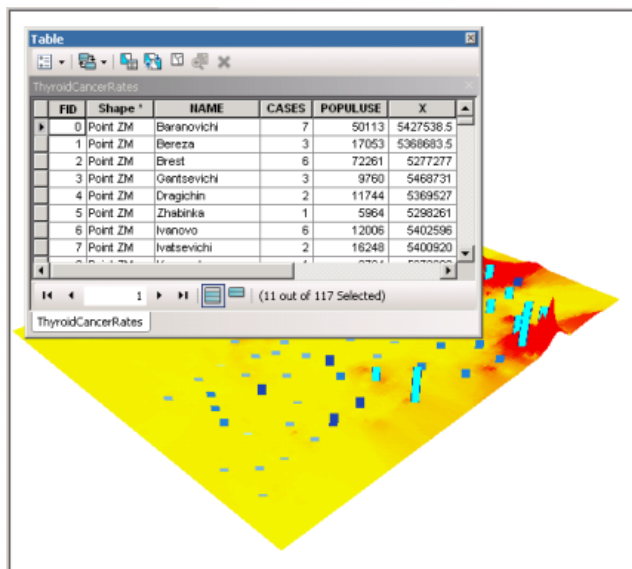 Table
ThyroidCancerRates
FID Shape * NAME CASES POPULUSE X
0 Point ZM Baranovichi 7 50113 5427538.5
1 Point ZM Bereza 3 17053 5368683.5
2 Point ZM Brest 6 72261 5277277
3 Point ZM Gantsevichi 3 9760 5468731
4 Point ZM Dragichin 2 11744 5369527
5 Point ZM Zhabinka 1 5964 5298261
6 Point ZM Ivanovo 6 12006 5402596
7 Point ZM Ivatsevichi 2 16248 5400920
1 (11 out of 117 Selected)
ThyroidCancerRates